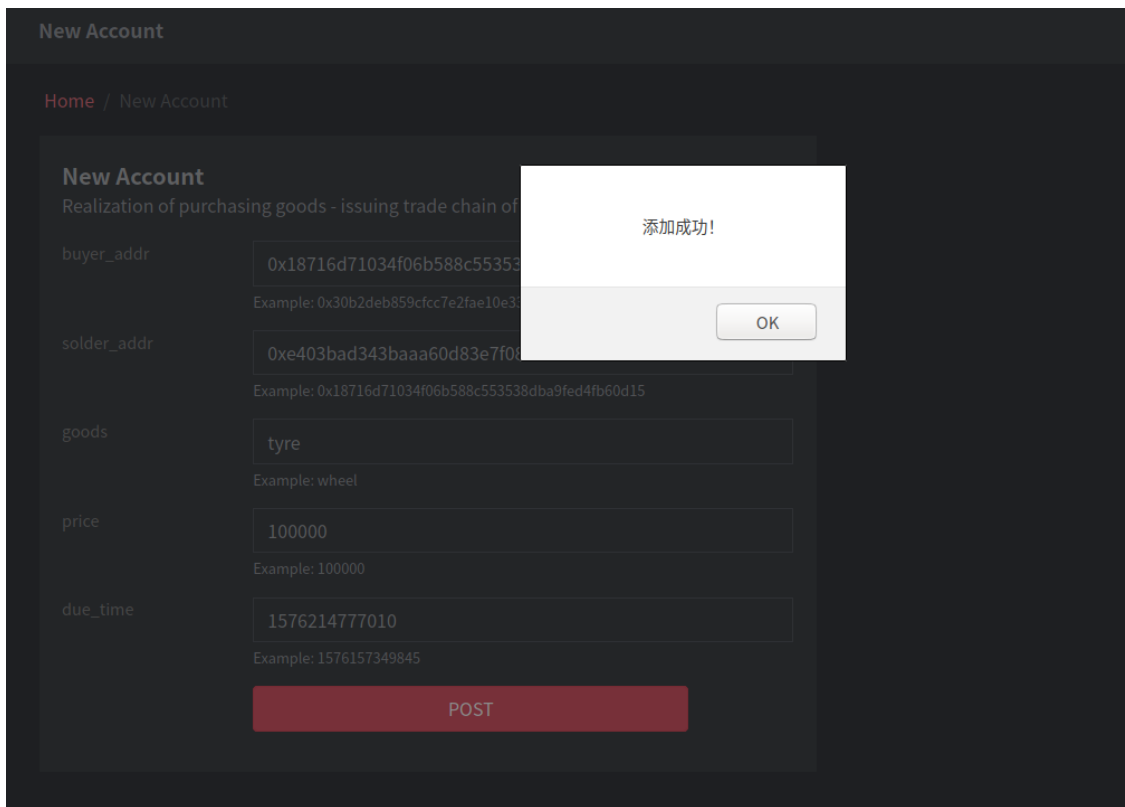 New Account
Home / New Account
New Account
Realization of purchasing goods - issuing trade chain of
添加成功!
OK
buyer_addr
0x18716d71034f06b588c55353
Example: 0x30b2deb859cfcc7e2fae10e33
solder_addr
0xe403bad343baaa60d83e7f08
Example: 0x18716d71034f06b588c553538dba9fed4fb60d15
goods
tyre
Example: wheel
price
100000
Example: 100000
due_time
1576214777010
Example: 1576157349845
POST